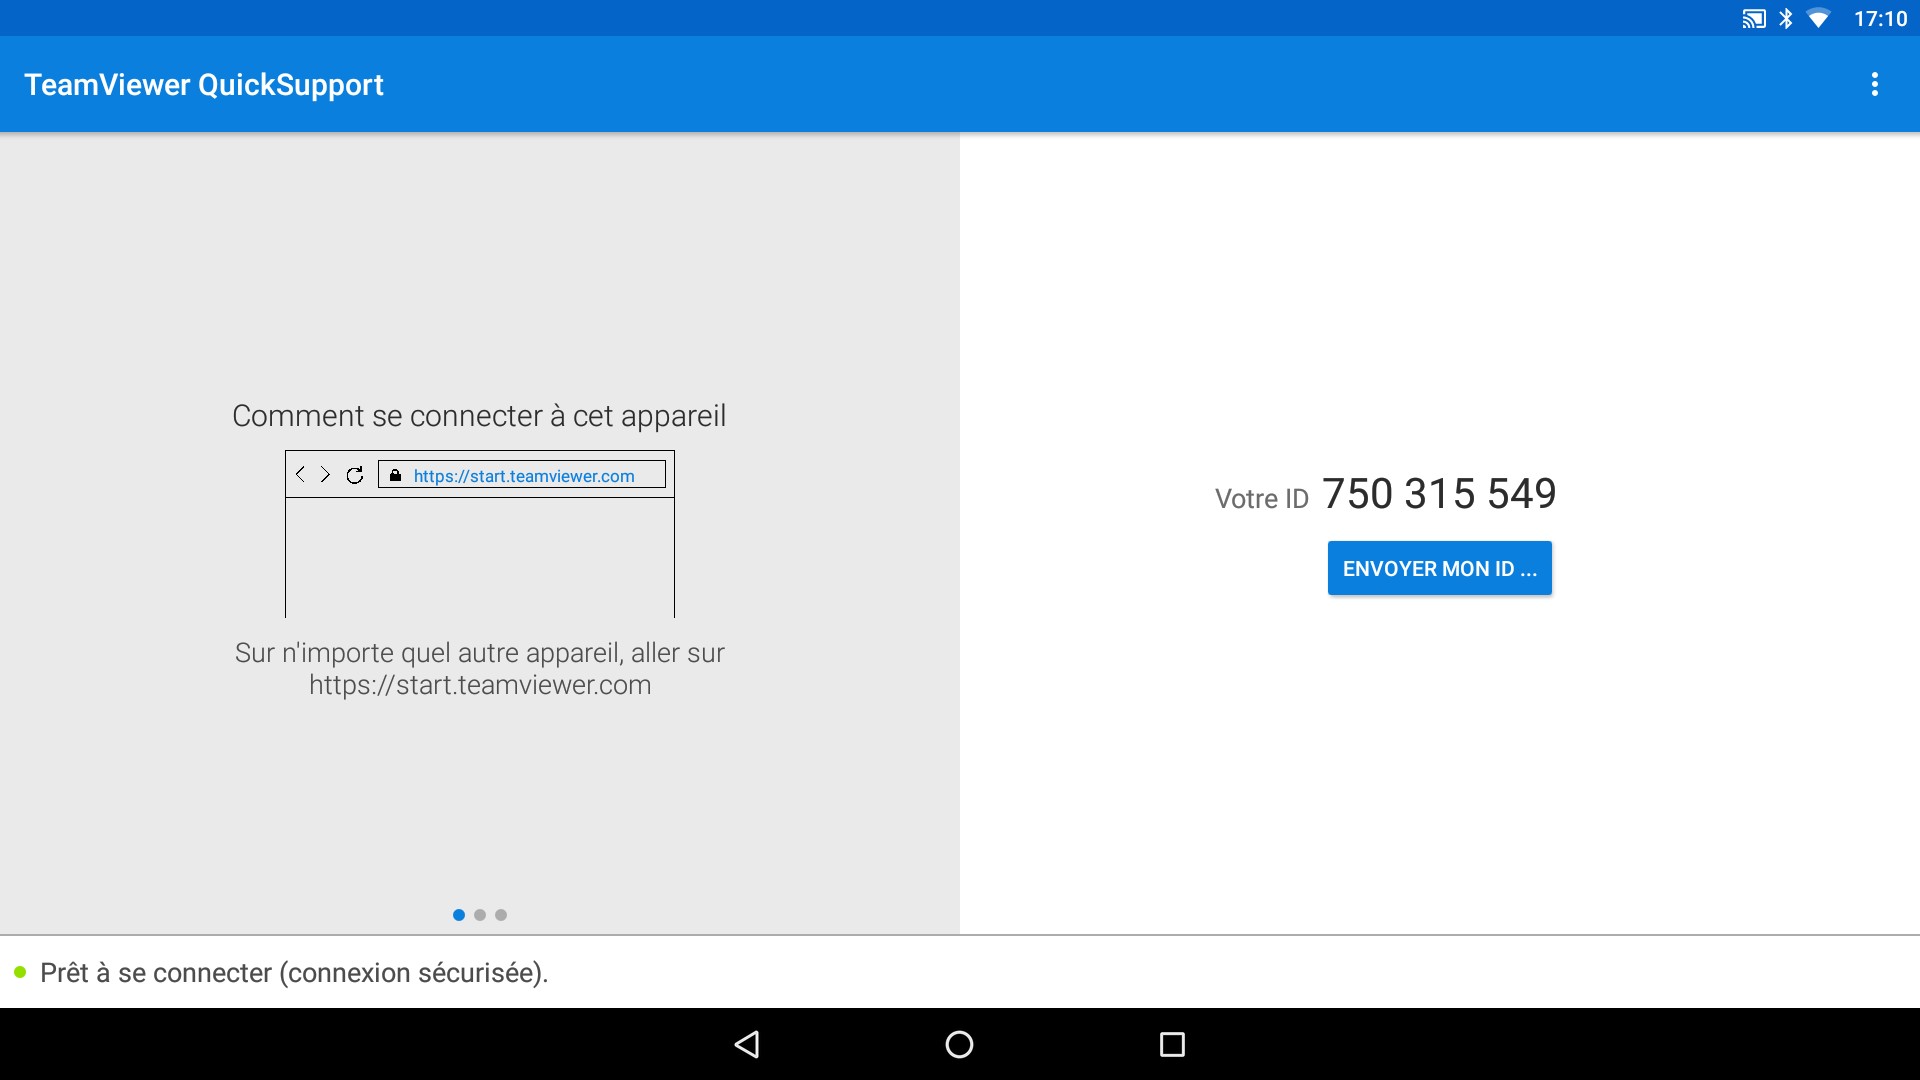 17:10
TeamViewer QuickSupport
Comment se connecter à cet appareil
https://start.teamviewer.com
Sur n'importe quel autre appareil, aller sur
https://start.teamviewer.com
Votre ID 750 315 549
ENVOYER MON ID ...
Prêt à se connecter (connexion sécurisée).